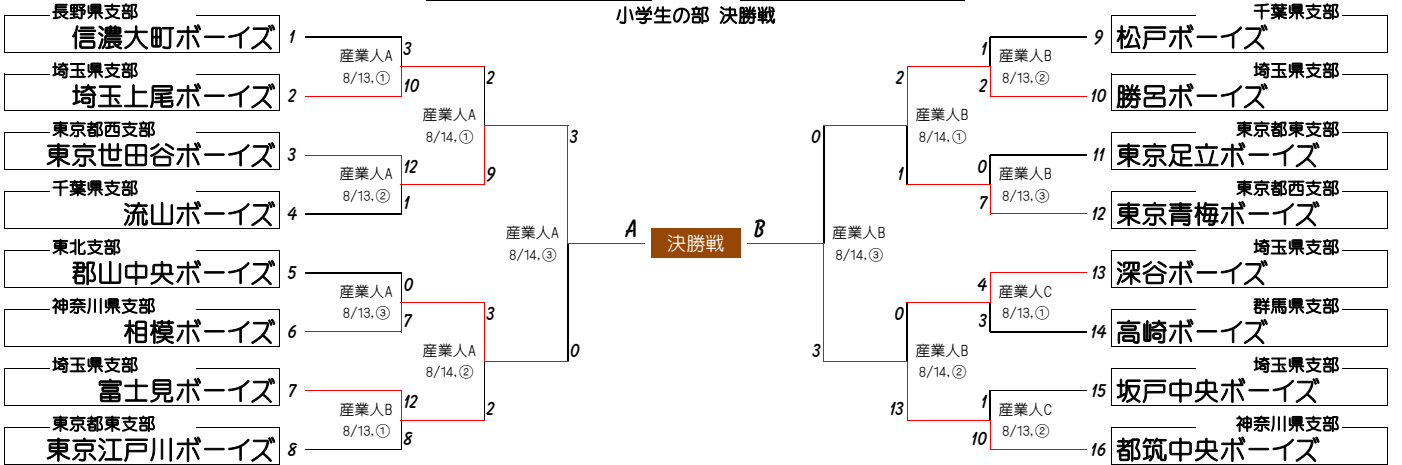 小学生の部 決勝戦
長野県支部
信濃大町ボーイズ 1
埼玉県支部
埼玉上尾ボーイズ 2
東京都西支部
東京世田谷ボーイズ 3
千葉県支部
流山ボーイズ 4
東北支部
郡山中央ボーイズ 5
神奈川県支部
相模ボーイズ 6
埼玉県支部
富士見ボーイズ 7
東京都東支部
東京江戸川ボーイズ 8
3
産業人A
8/13.①
10
12
産業人A
8/13.②
1
0
産業人A
8/13.③
7
12
産業人B
8/13.①
8
2
産業人A
8/14.①
9
3
産業人A
8/14.②
2
3
産業人A
8/14.③
0
A 決勝戦 B
0
産業人B
8/14.③
3
2
産業人B
8/14.①
1
0
産業人B
8/14.②
13
1
産業人B
8/13.②
2
0
産業人B
8/13.③
7
4
産業人C
8/13.①
3
1
産業人C
8/13.②
10
千葉県支部
9 松戸ボーイズ
埼玉県支部
10 勝呂ボーイズ
東京都東支部
11 東京足立ボーイズ
東京都西支部
12 東京青梅ボーイズ
埼玉県支部
13 深谷ボーイズ
群馬県支部
14 高崎ボーイズ
埼玉県支部
15 坂戸中央ボーイズ
神奈川県支部
16 都筑中央ボーイズ